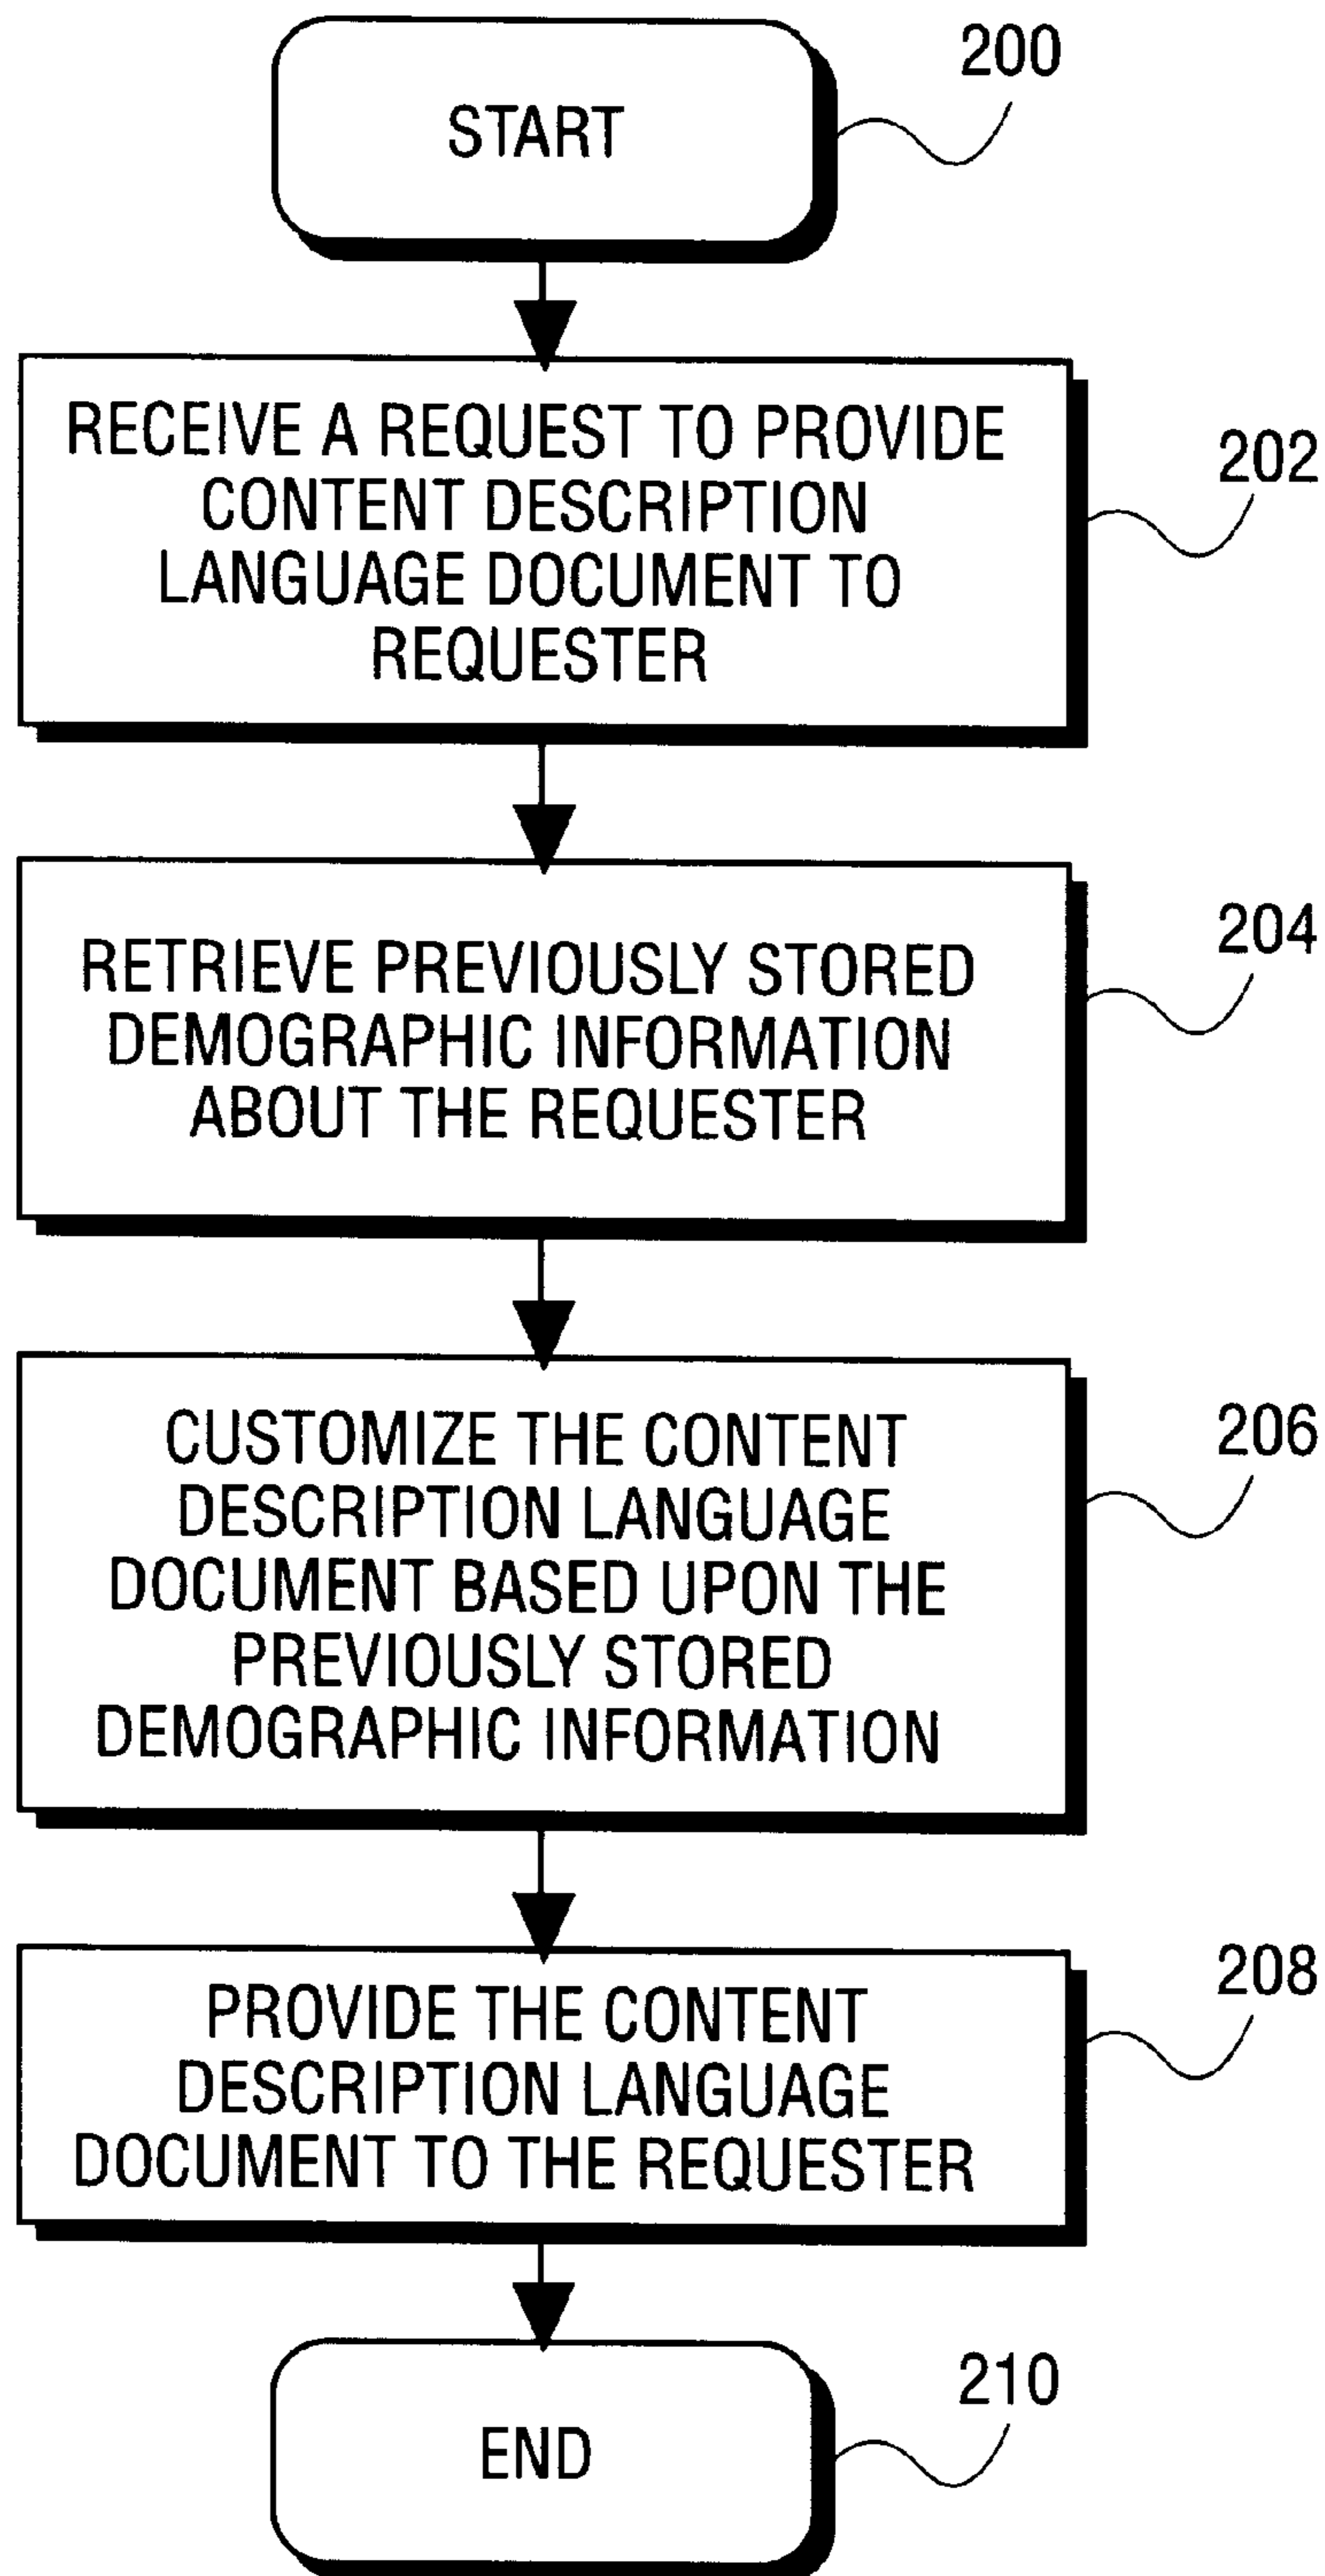 START
200
RECEIVE A REQUEST TO PROVIDE
CONTENT DESCRIPTION
LANGUAGE DOCUMENT TO
REQUESTER
202
RETRIEVE PREVIOUSLY STORED
DEMOGRAPHIC INFORMATION
ABOUT THE REQUESTER
204
CUSTOMIZE THE CONTENT
DESCRIPTION LANGUAGE
DOCUMENT BASED UPON THE
PREVIOUSLY STORED
DEMOGRAPHIC INFORMATION
206
PROVIDE THE CONTENT
DESCRIPTION LANGUAGE
DOCUMENT TO THE REQUESTER
208
END
210